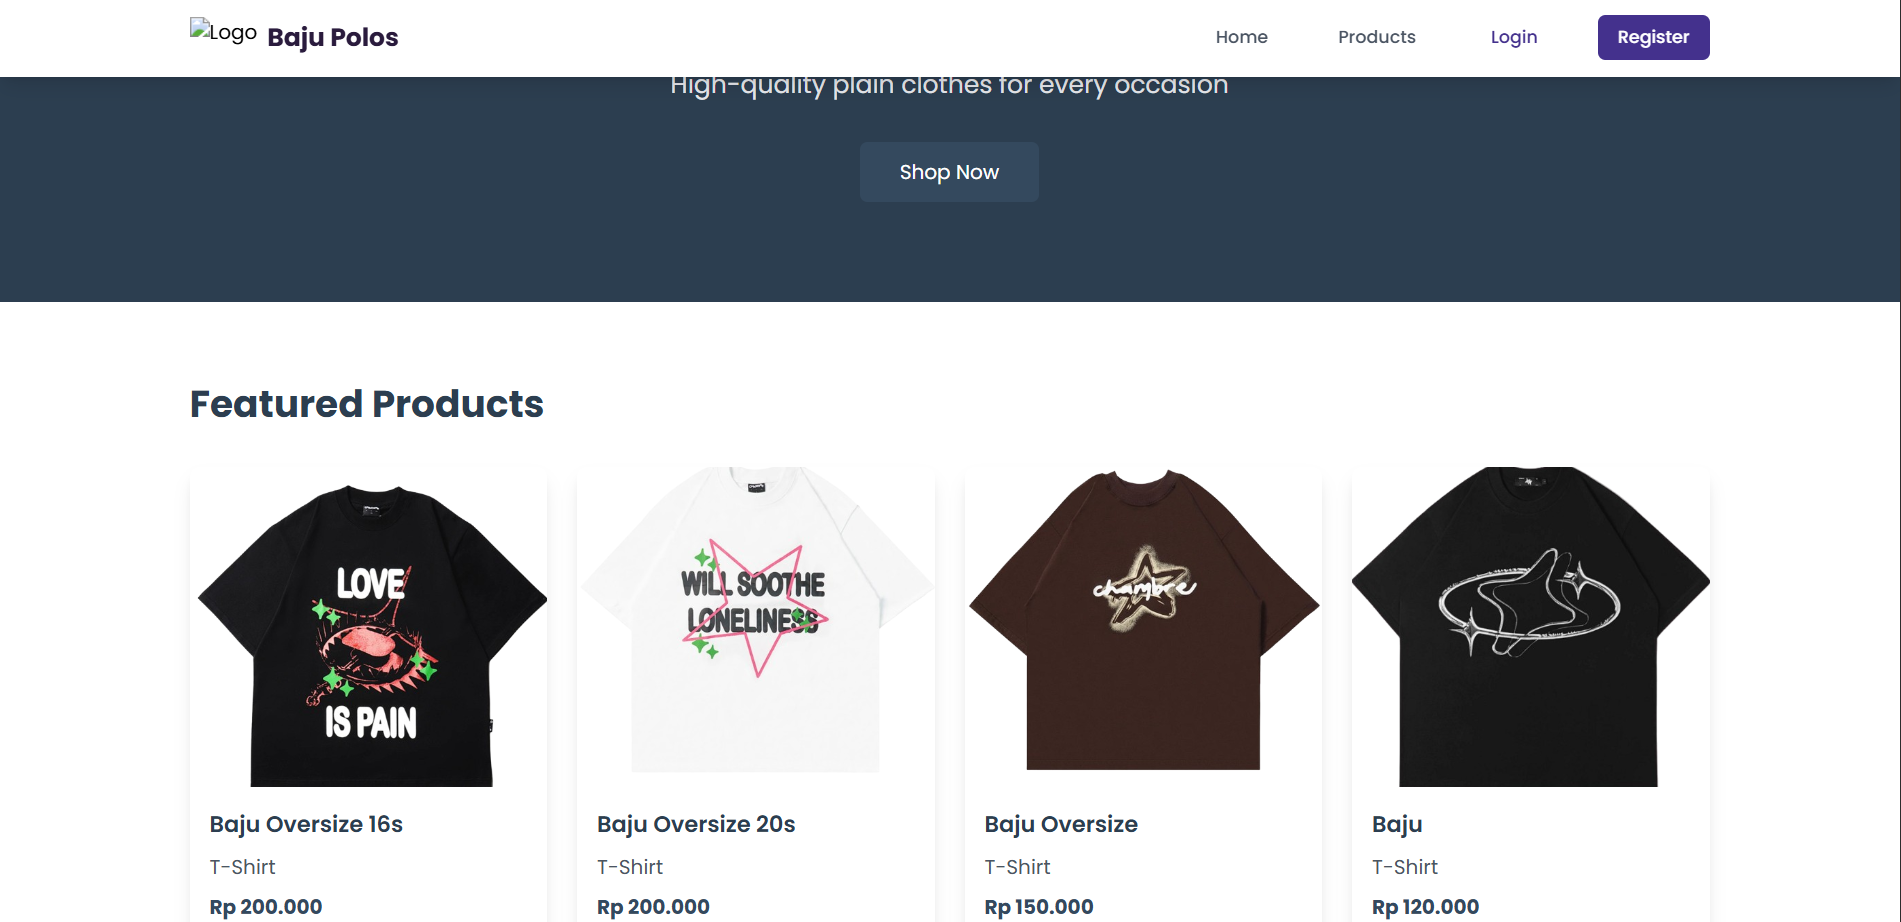 Logo Baju Polos
Home
Products
Login
Register
High-quality plain clothes for every occasion
Shop Now
Featured Products
LOVE
IS PAIN
WILL SOOTHE
LONELINESS
chambre
Baju Oversize 16s
T-Shirt
Rp 200.000
Baju Oversize 20s
T-Shirt
Rp 200.000
Baju Oversize
T-Shirt
Rp 150.000
Baju
T-Shirt
Rp 120.000